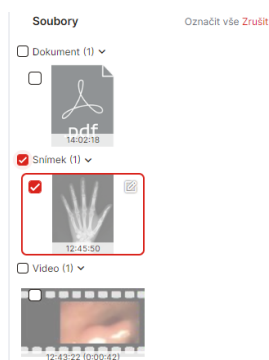 Soubory Označit vše Zrušit
Dokument (1)
pdf
14:02:18
Snímek (1)
12:45:50
Video (1)
12:43:22 (0:00:42)